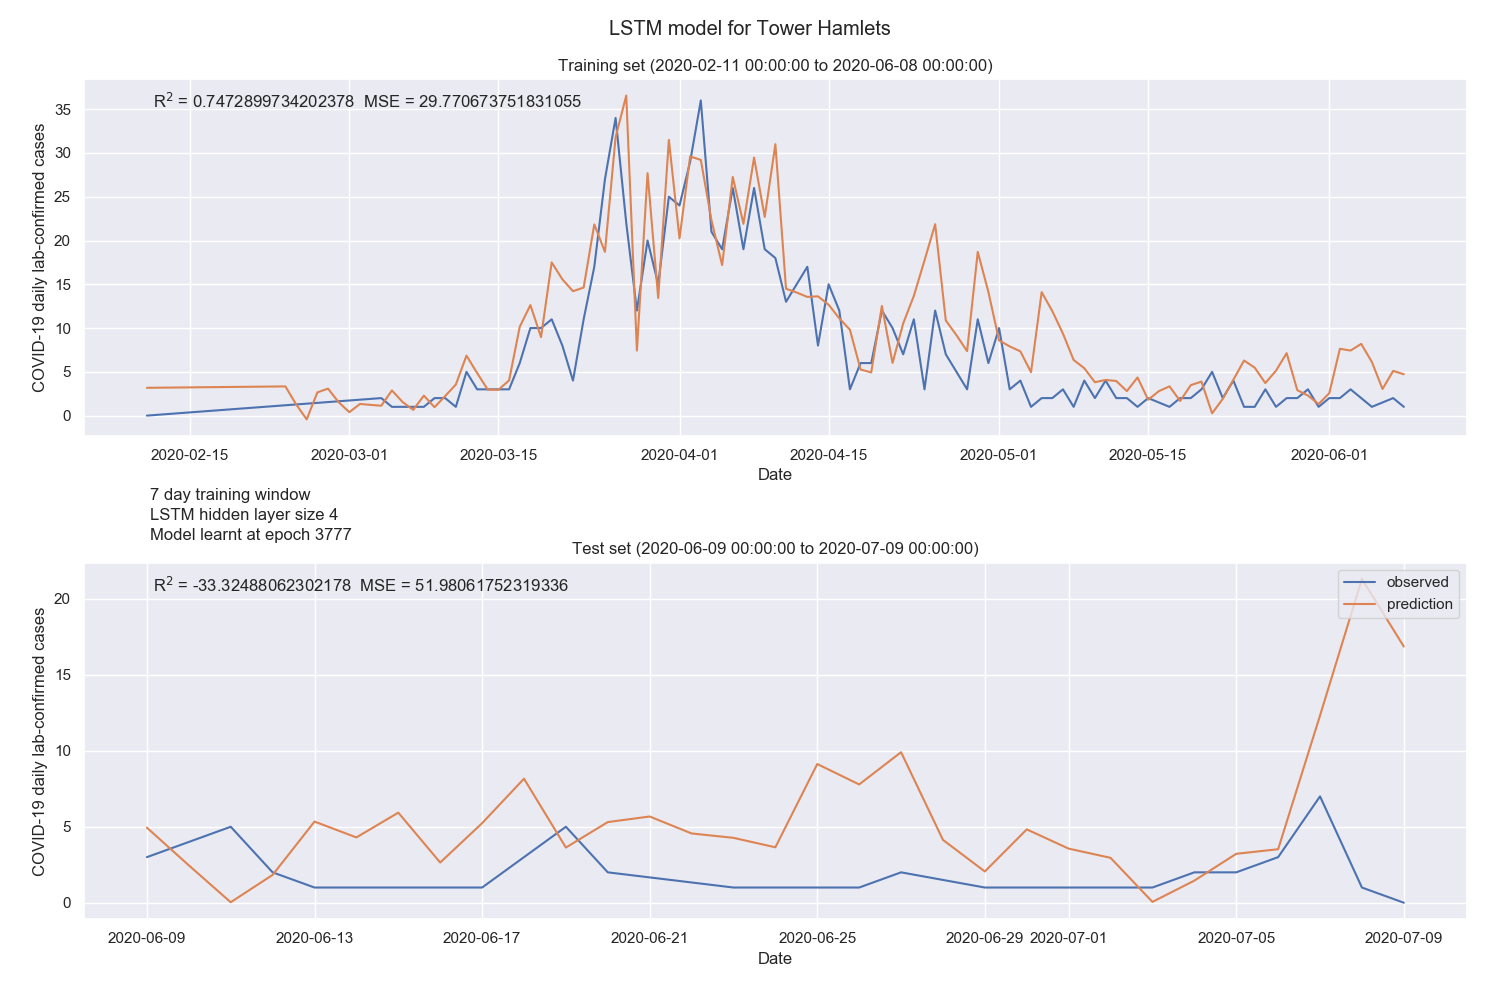 LSTM model for Tower Hamlets
Training set (2020-02-11 00:00:00 to 2020-06-08 00:00:00)
R² = 0.7472899734202378 MSE = 29.770673751831055
COVID-19 daily lab-confirmed cases
35
30
25
20
15
10
5
0
2020-02-15 2020-03-01 2020-03-15 2020-04-01 2020-04-15 2020-05-01 2020-05-15 2020-06-01
Date
7 day training window
LSTM hidden layer size 4
Model learnt at epoch 3777
Test set (2020-06-09 00:00:00 to 2020-07-09 00:00:00)
R² = -33.32488062302178 MSE = 51.98061752319336
observed
prediction
COVID-19 daily lab-confirmed cases
20
15
10
5
0
2020-06-09 2020-06-13 2020-06-17 2020-06-21 2020-06-25 2020-06-29 2020-07-01 2020-07-05 2020-07-09
Date